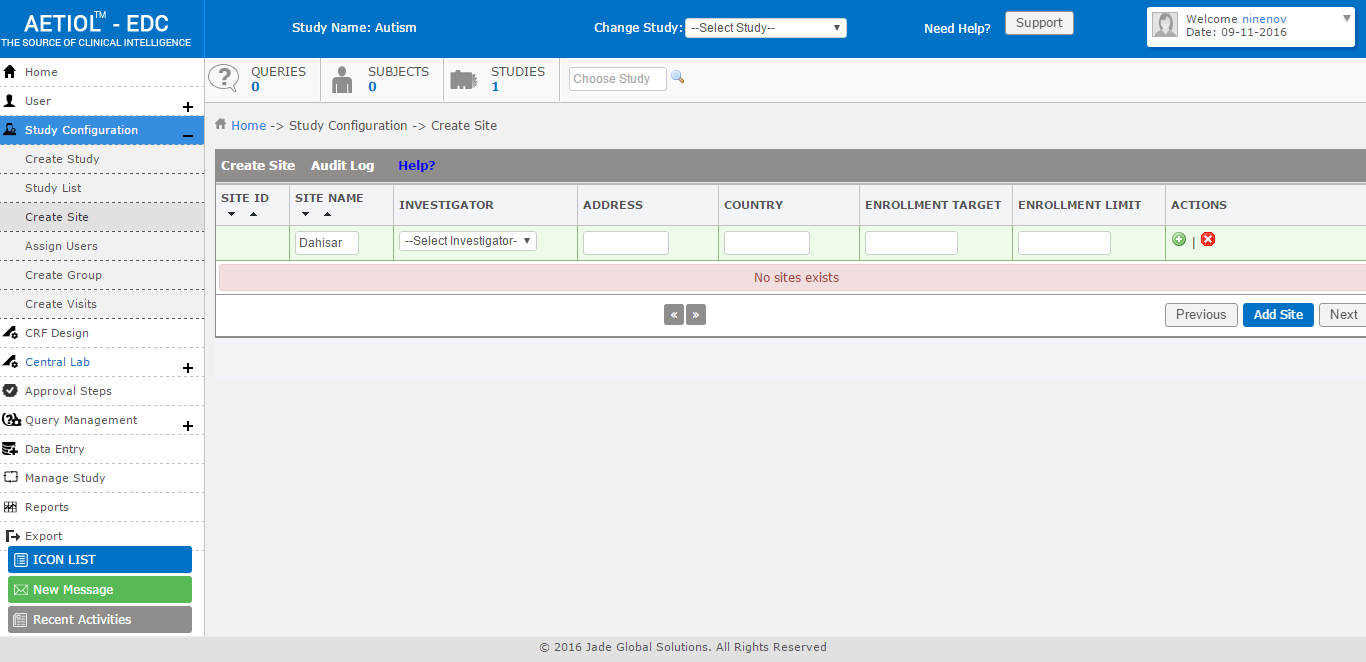 AETIOL™ - EDC
THE SOURCE OF CLINICAL INTELLIGENCE
Study Name: Autism
Change Study: --Select Study--
Need Help?
Support
Welcome ninenov
Date: 09-11-2016
Home
User
Study Configuration
Create Study
Study List
Create Site
Assign Users
Create Group
Create Visits
CRF Design
Central Lab
Approval Steps
Query Management
Data Entry
Manage Study
Reports
Export
ICON LIST
New Message
Recent Activities
QUERIES
0
SUBJECTS
0
STUDIES
1
Choose Study
Home -> Study Configuration -> Create Site
Create Site Audit Log Help?
SITE ID SITE NAME INVESTIGATOR ADDRESS COUNTRY ENROLLMENT TARGET ENROLLMENT LIMIT ACTIONS
Dahisar --Select Investigator- |
No sites exists
« » Previous Add Site Next
© 2016 Jade Global Solutions. All Rights Reserved